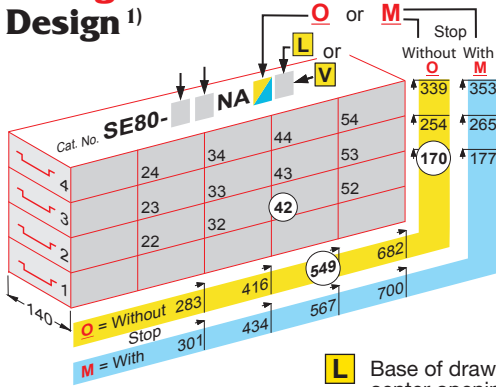 Design 1)
O or M
Stop
L or
Without With
V
O M
Cat. No. SE80- NA
339 353
254 265
170 177
54
44
34
24
53
43
33
23
52
42
32
22
4
3
2
1
140
O = Without 283 416 549 682
Stop
M = With 301 434 567 700
L Base of draw